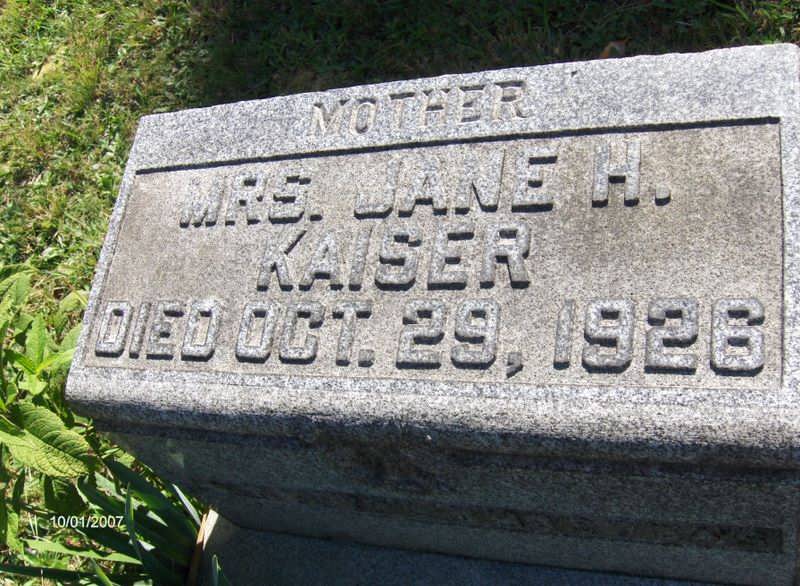 MOTHER
MRS. JANE H.
KAISER
DIED OCT. 29, 1926
10/01/2007